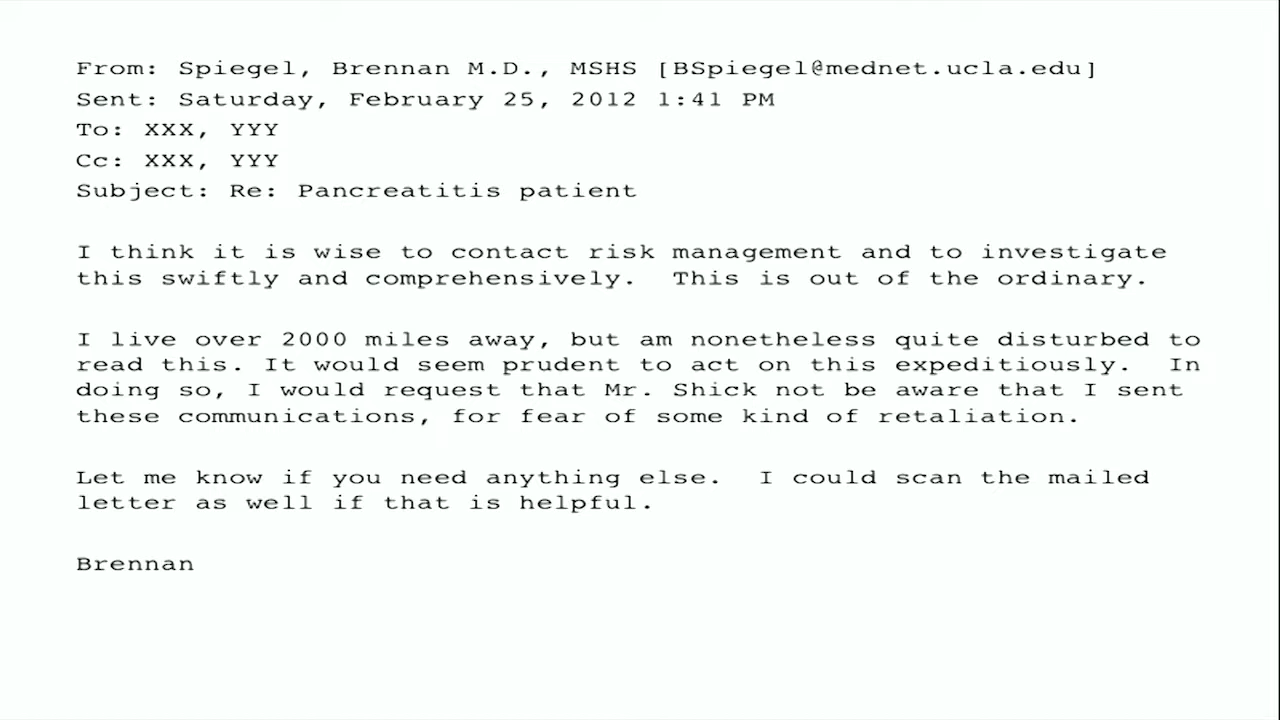 From: Spiegel, Brennan M.D., MSHS [BSpiegel@mednet.ucla.edu]
Sent: Saturday, February 25, 2012 1:41 PM
To: XXX, YYY
Cc: XXX, YYY
Subject: Re: Pancreatitis patient
I think it is wise to contact risk management and to investigate
this swiftly and comprehensively.  This is out of the ordinary.
I live over 2000 miles away, but am nonetheless quite disturbed to
read this. It would seem prudent to act on this expeditiously.  In
doing so, I would request that Mr. Shick not be aware that I sent
these communications, for fear of some kind of retaliation.
Let me know if you need anything else.  I could scan the mailed
letter as well if that is helpful.
Brennan